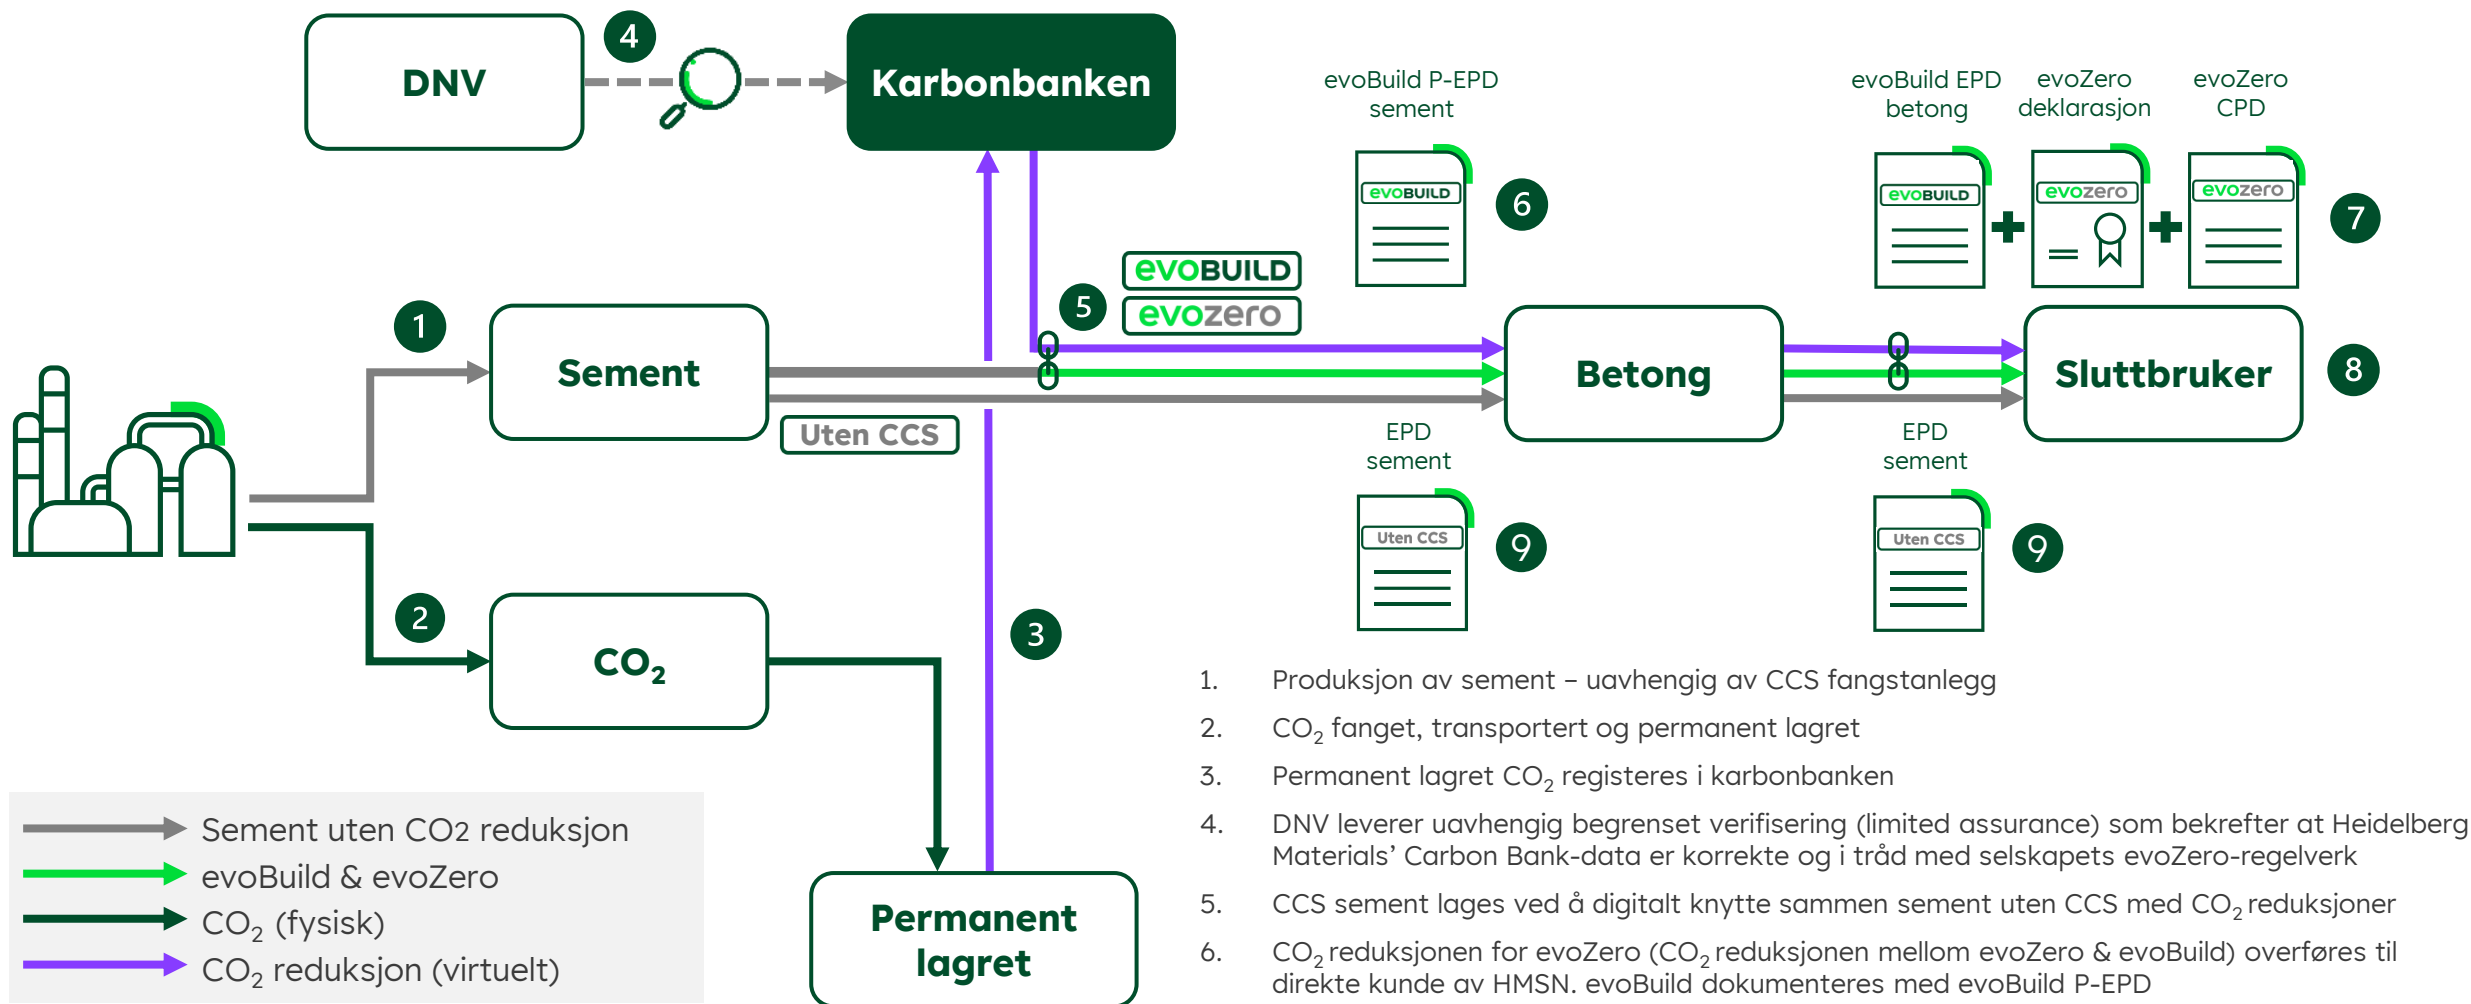 DNV
4
Karbonbanken
evoBuild P-EPD
sement
evoBUILD
6
evoBuild EPD
betong
evoZero
deklarasjon
evoZero
CPD
evoBUILD
evozero
evozero
7
1
Sement
Uten CCS
5
evoBUILD
evozero
Betong
Sluttbruker
8
EPD
sement
Uten CCS
9
EPD
sement
Uten CCS
9
2
CO₂
3
Permanent
lagret
Sement uten CO2 reduksjon
evoBuild & evoZero
CO₂ (fysisk)
CO₂ reduksjon (virtuelt)
1. Produksjon av sement – uavhengig av CCS fangstanlegg
2. CO₂ fanget, transportert og permanent lagret
3. Permanent lagret CO₂ registeres i karbonbanken
4. DNV leverer uavhengig begrenset verifisering (limited assurance) som bekrefter at Heidelberg
Materials’ Carbon Bank-data er korrekte og i tråd med selskapets evoZero-regelverk
5. CCS sement lages ved å digitalt knytte sammen sement uten CCS med CO₂ reduksjoner
6. CO₂ reduksjonen for evoZero (CO₂ reduksjonen mellom evoZero & evoBuild) overføres til
direkte kunde av HMSN. evoBuild dokumenteres med evoBuild P-EPD